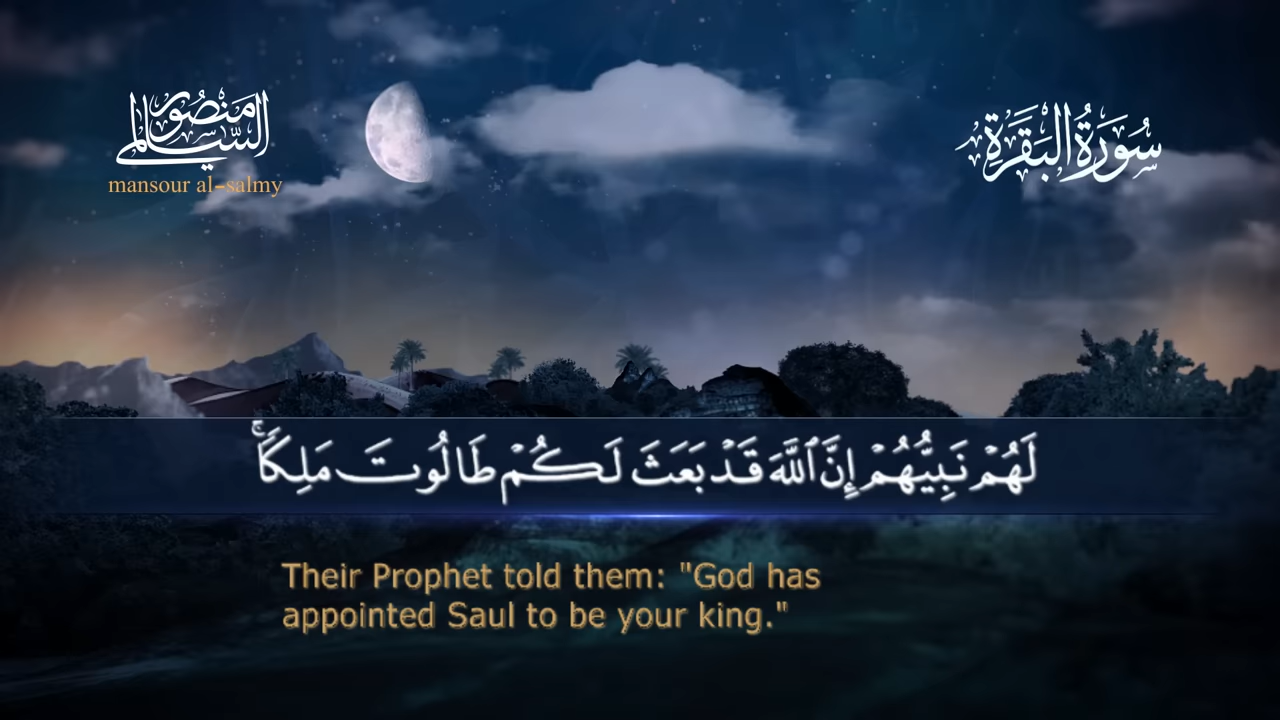 منصور
السالمي
mansour al-salmy
سُورَةُ البَقَرَةِ
لَهُمْ نَبِيُّهُمْ إِنَّ ٱللَّهَ قَدْ بَعَثَ لَكُمْ طَالُوتَ مَلِكًاۚ
Their Prophet told them: "God has
appointed Saul to be your king."